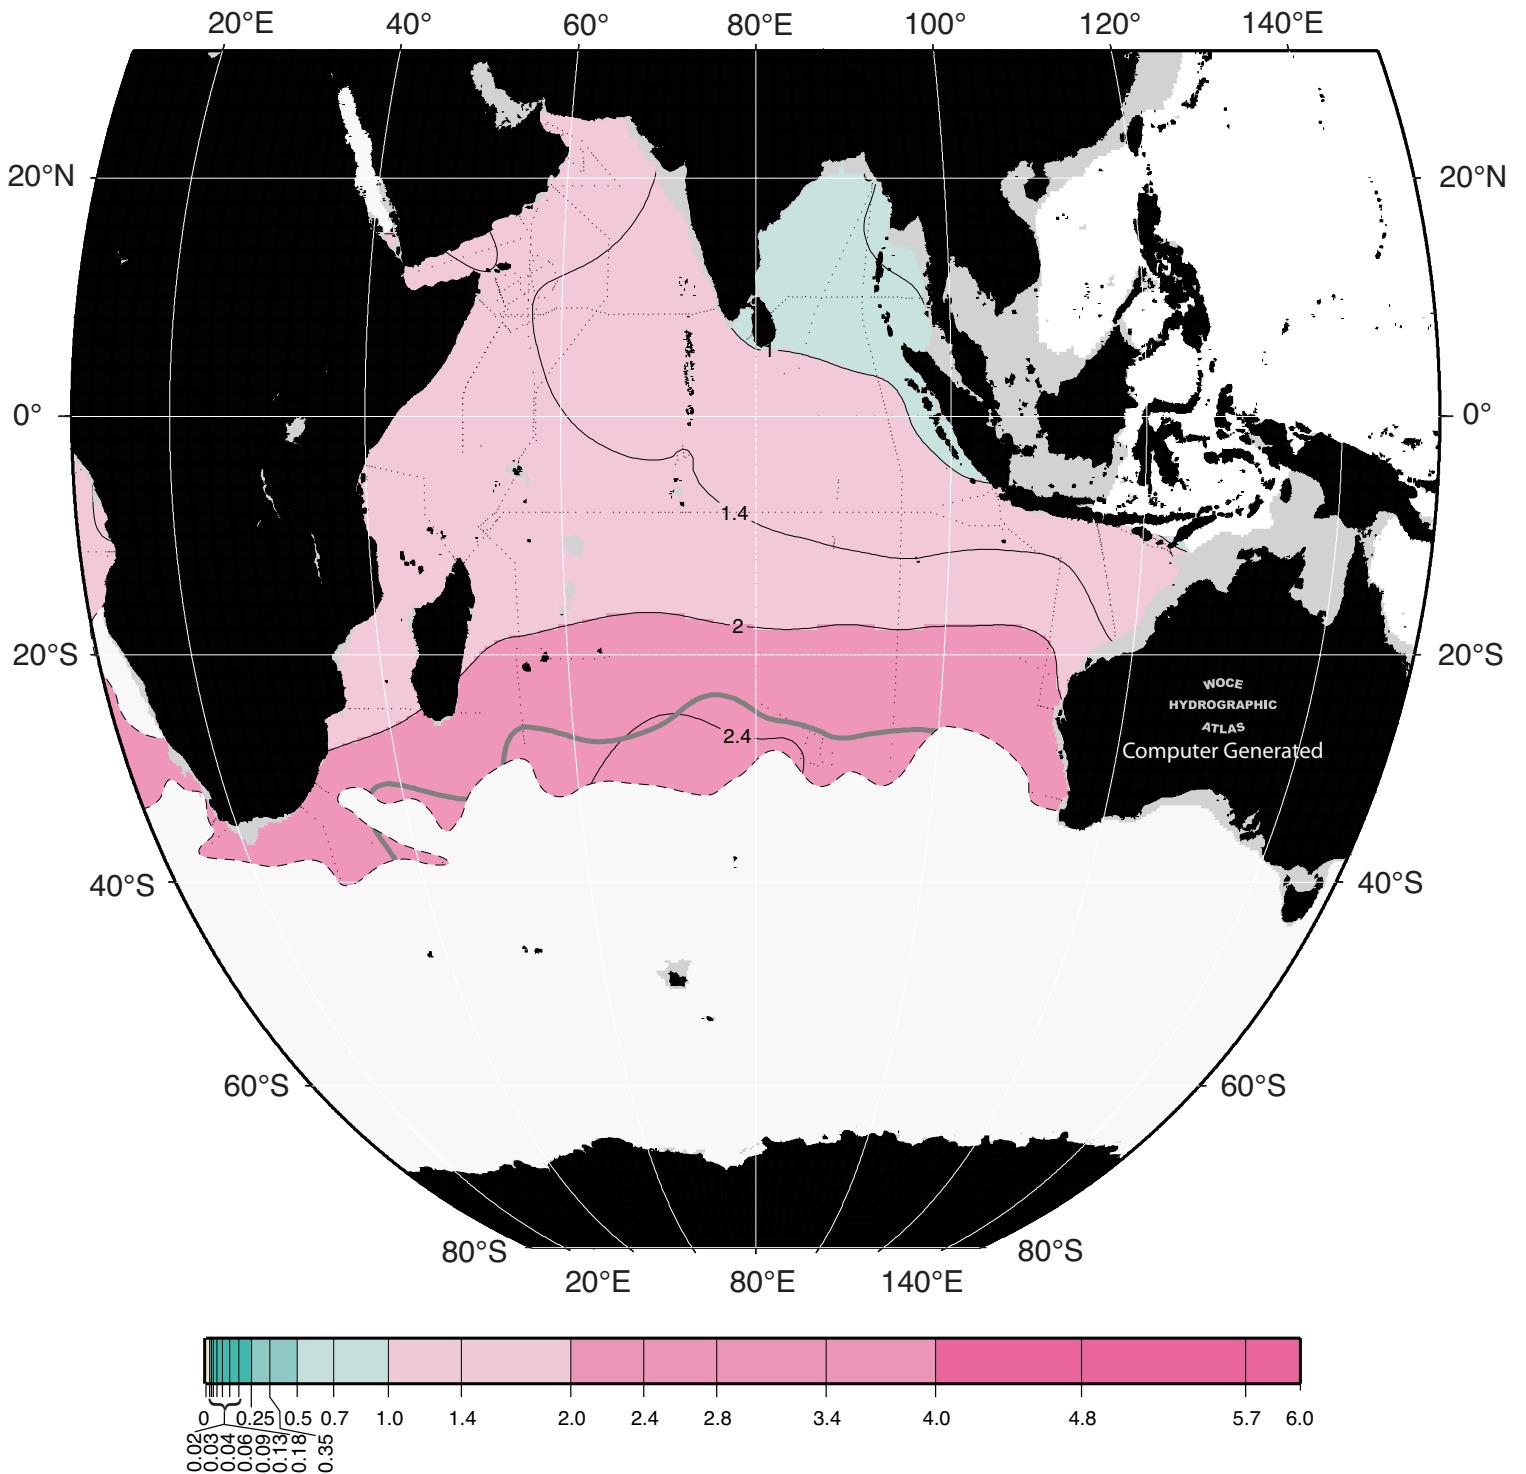 20°E 40° 60° 80°E 100° 120° 140°E
20°N 20°N
0° 0°
1
1.4
2
20°S 20°S
WOCE
HYDROGRAPHIC
ATLAS
2.4
Computer Generated
40°S 40°S
60°S 60°S
80°S 80°S
20°E 80°E 140°E
0 0.25 0.5 0.7 1.0 1.4 2.0 2.4 2.8 3.4 4.0 4.8 5.7 6.0
0.02 0.03 0.04 0.06 0.09 0.13 0.18 0.35